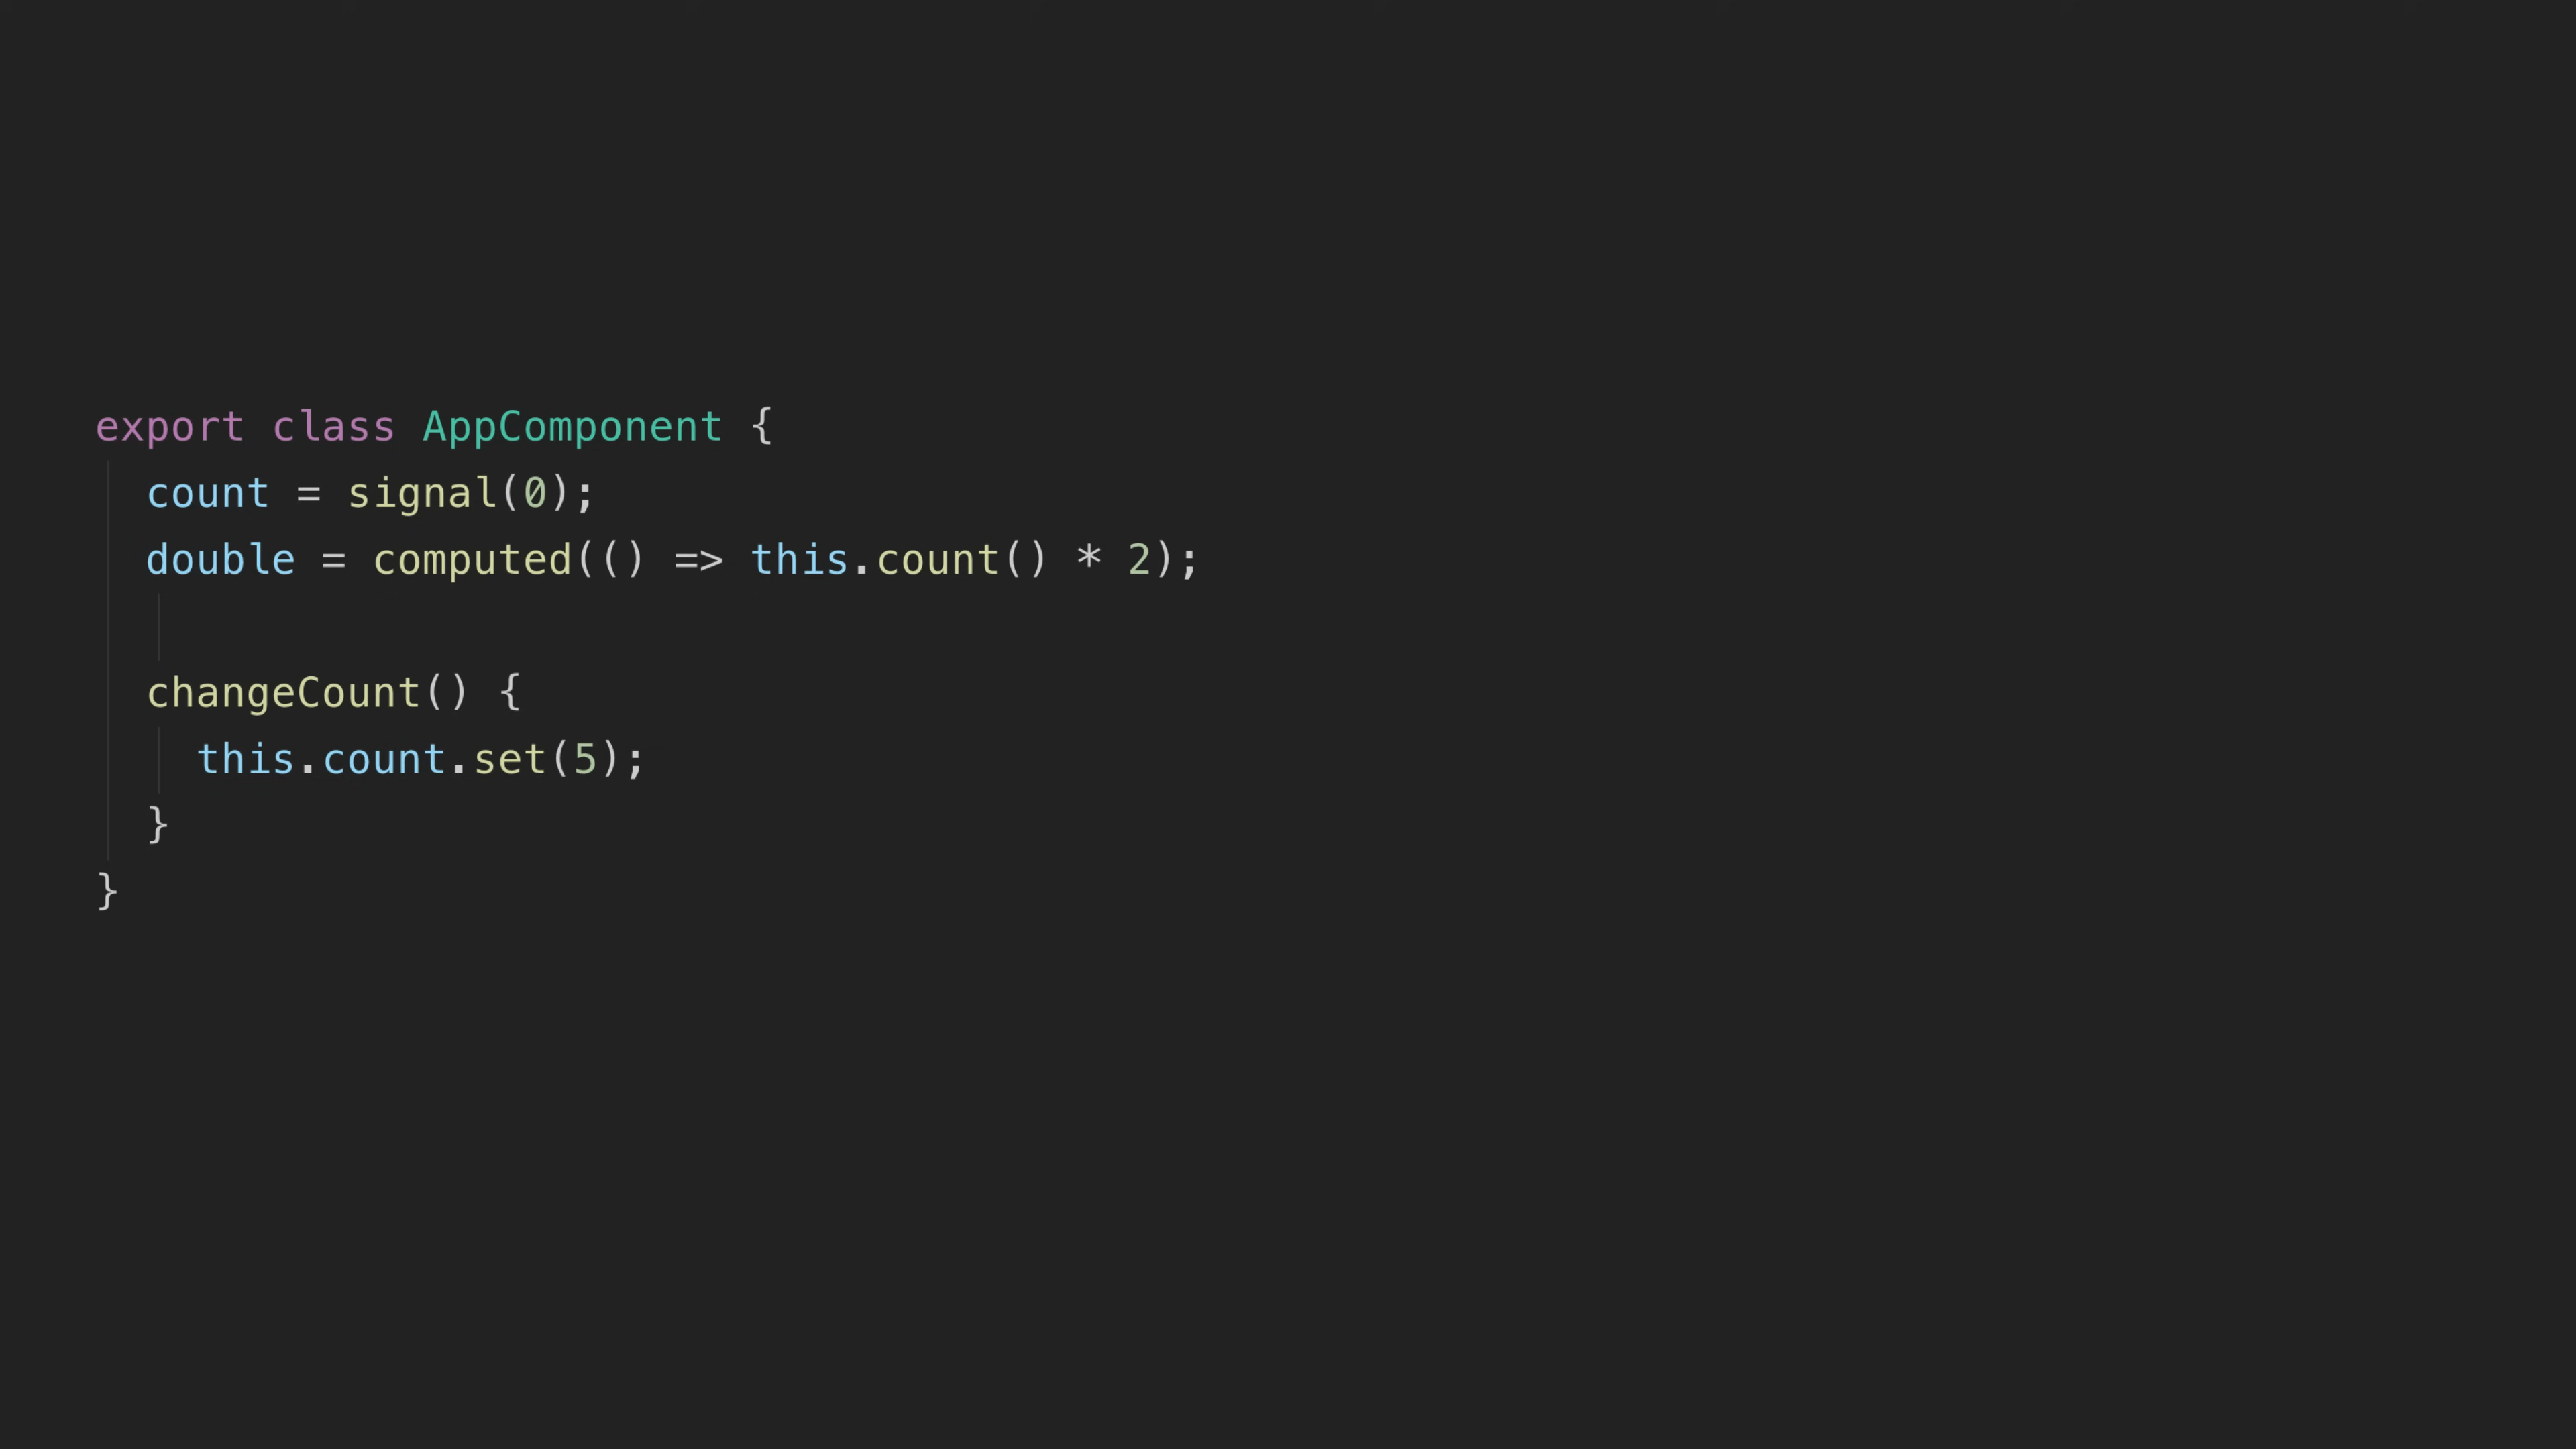 export class AppComponent {
  count = signal(0);
  double = computed(() => this.count() * 2);

  changeCount() {
    this.count.set(5);
  }
}